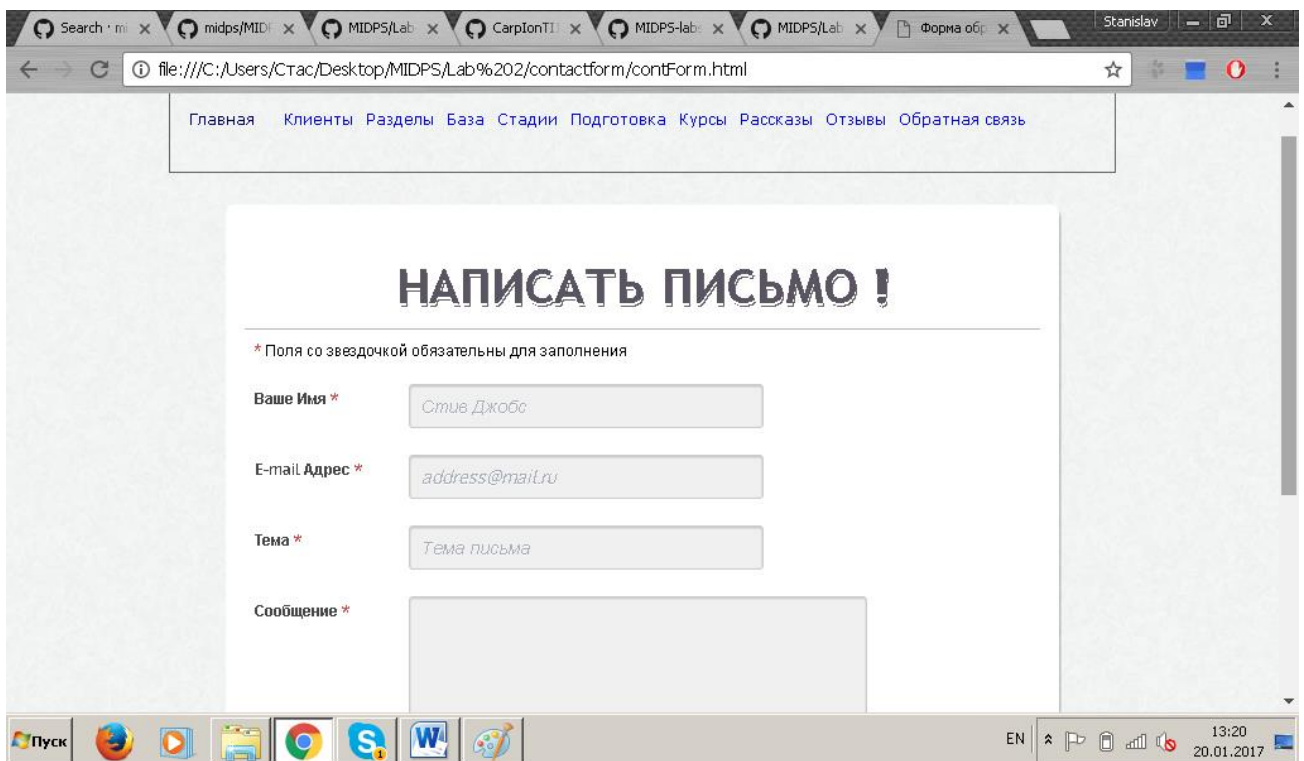 Search · mi
midps/MIDF
MIDPS/Lab
CarpIonTI
MIDPS-lab
MIDPS/Lab
Форма обр
Stanislav
file:///C:/Users/Стас/Desktop/MIDPS/Lab%202/contactform/contForm.html
Главная Клиенты Разделы База Стадии Подготовка Курсы Рассказы Отзывы Обратная связь
НАПИСАТЬ ПИСЬМО !
* Поля со звездочкой обязательны для заполнения
Ваше Имя *
Стив Джобс
E-mail Адрес *
address@mail.ru
Тема *
Тема письма
Сообщение *
Пуск
EN
13:20
20.01.2017